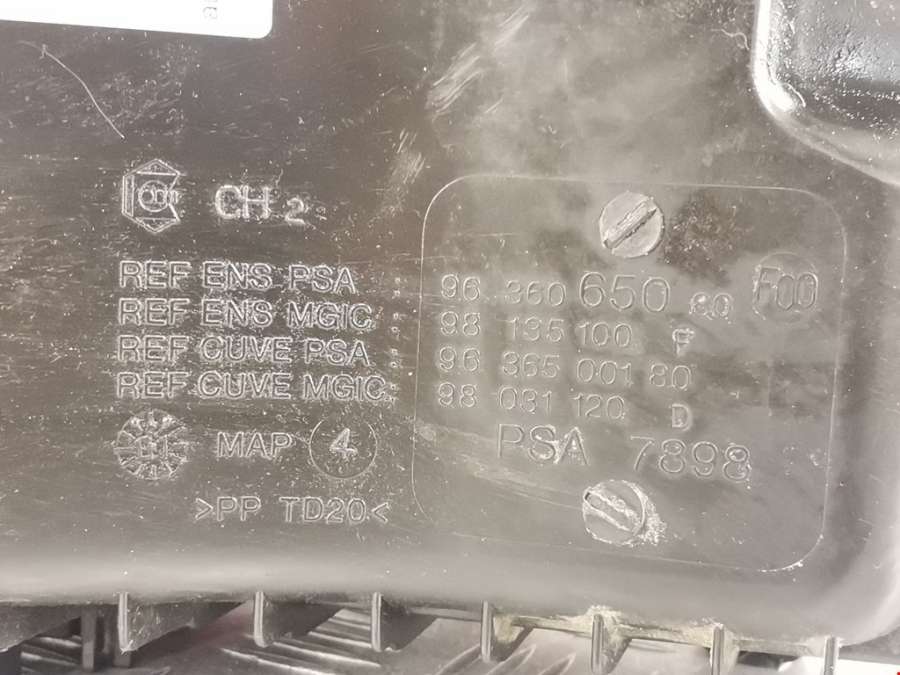 CH 2
REF ENS PSA 96 360 650 80 F00
REF ENS MGIC 98 135 100 F
REF CUVE PSA 96 365 001 80
REF CUVE MGIC 98 031 120 D
MAP 4 PSA 7898
>PP TD20<